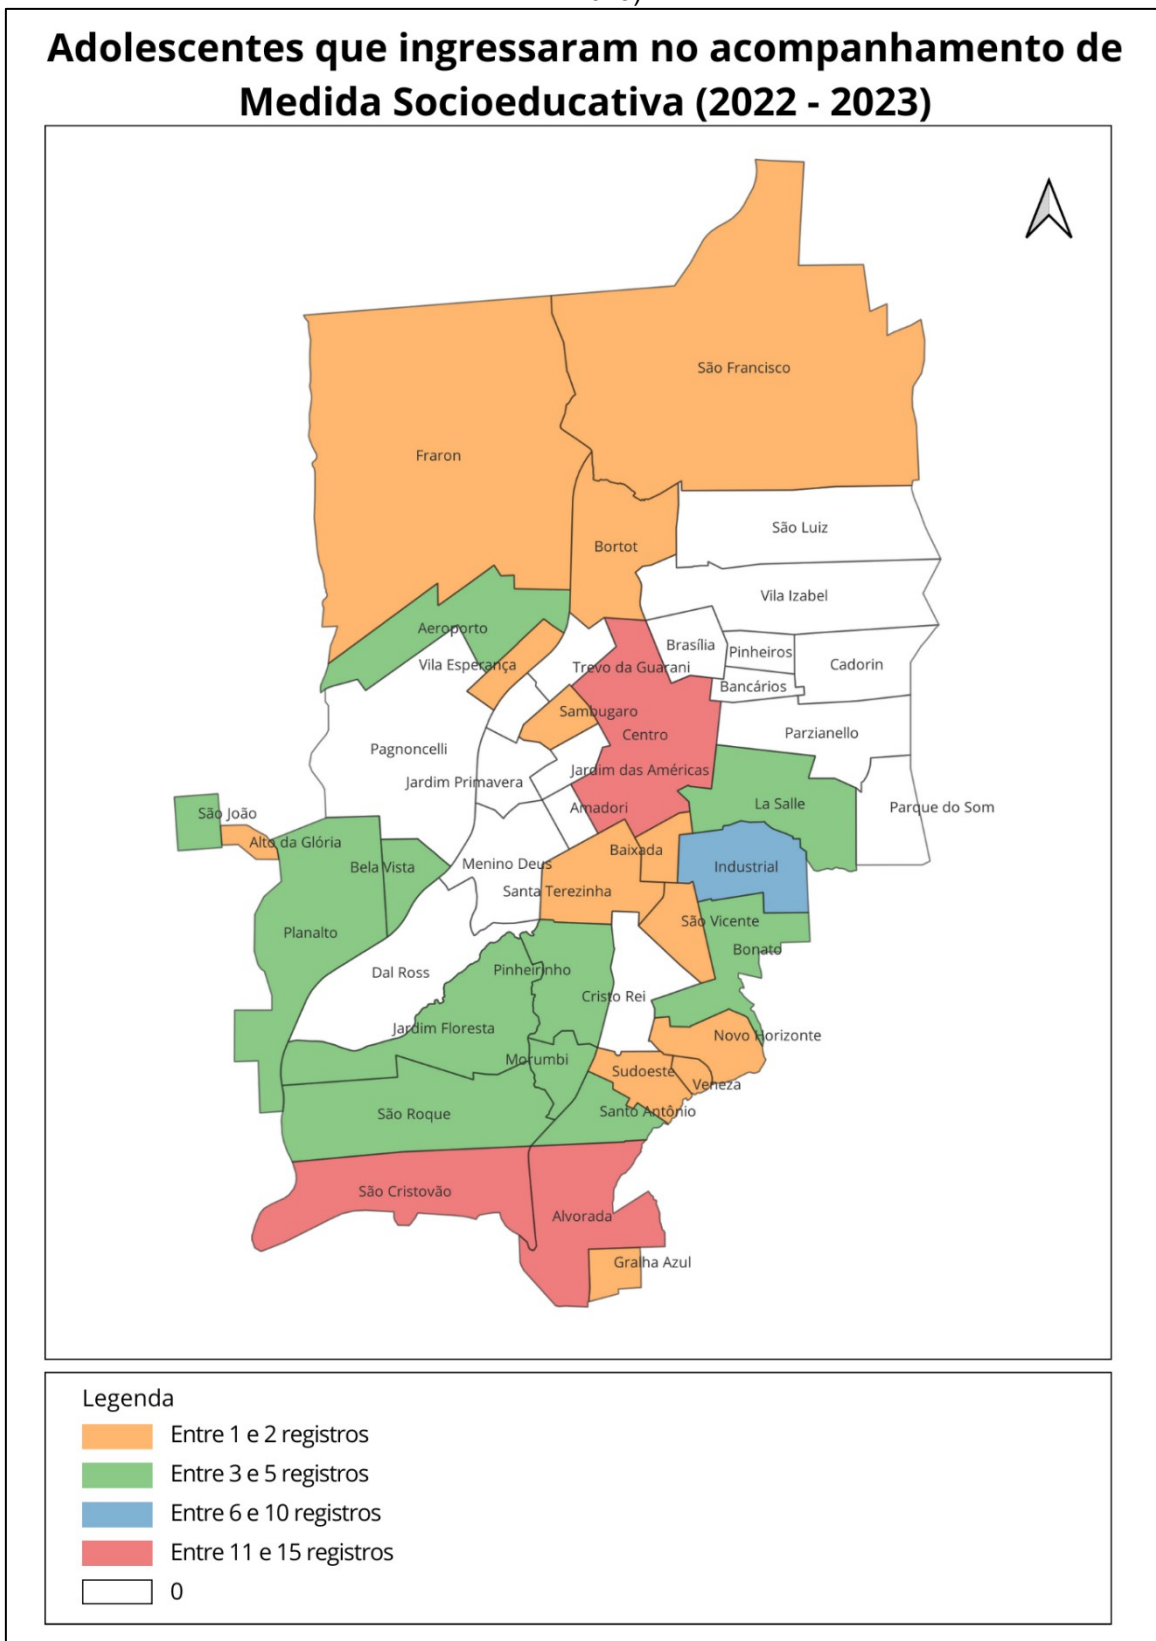 Adolescentes que ingressaram no acompanhamento de
Medida Socioeducativa (2022 - 2023)
São Francisco
Fraron
São Luiz
Bortot
Vila Izabel
Aeroporto
Brasília
Pinheiros
Vila Esperança
Trevo da Guarani
Cadorin
Bancários
Sambugaro
Centro
Parzianello
Pagnoncelli
Jardim das Américas
Jardim Primavera
La Salle
Amadori
Parque do Som
São João
Alto da Glória
Baixada
Bela Vista
Menino Deus
Industrial
Santa Terezinha
São Vicente
Planalto
Bonato
Dal Ross
Pinheirinho
Cristo Rei
Jardim Floresta
Novo Horizonte
Morumbi
Sudoeste
Veneza
São Roque
Santo Antônio
São Cristovão
Alvorada
Gralha Azul
Legenda
Entre 1 e 2 registros
Entre 3 e 5 registros
Entre 6 e 10 registros
Entre 11 e 15 registros
0